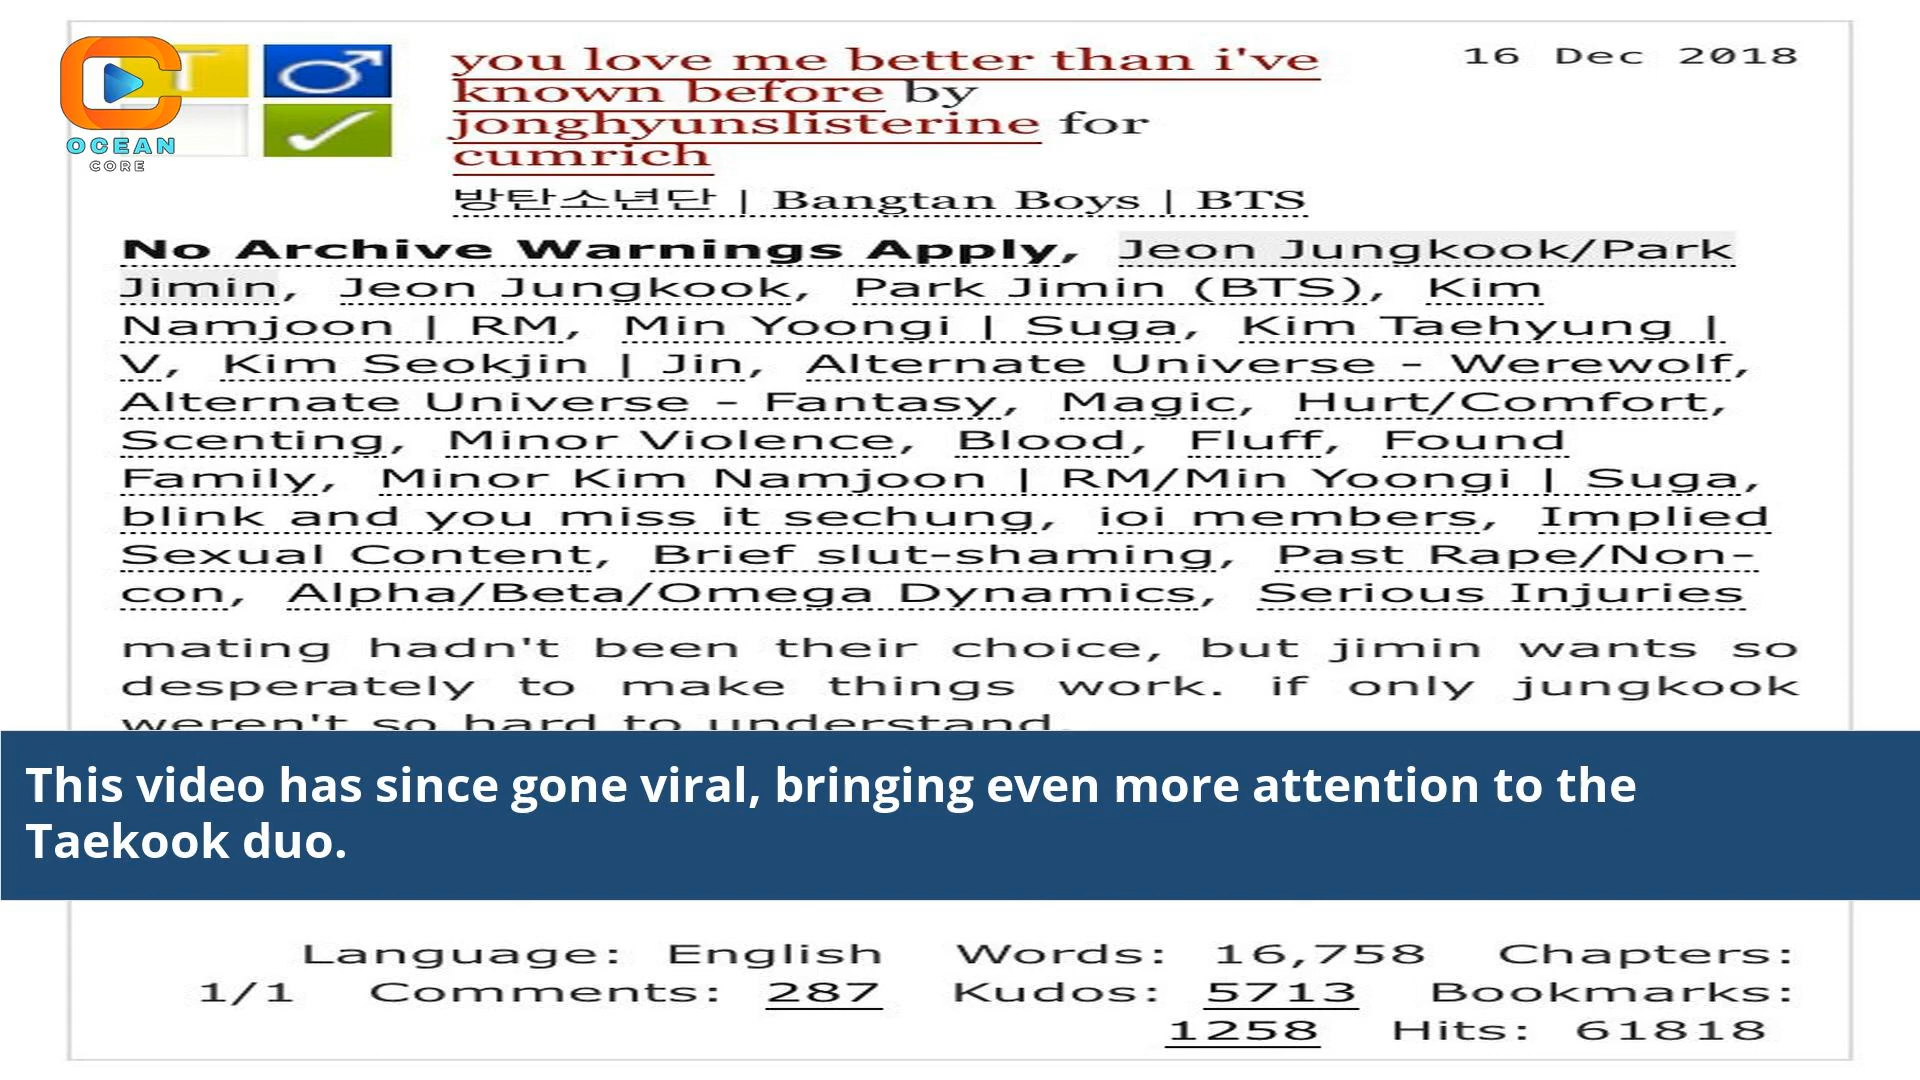 OCEAN
CORE
T
you love me better than i've
known before by
jonghyunslisterine for
cumrich
16 Dec 2018
방탄소년단 | Bangtan Boys | BTS
No Archive Warnings Apply, Jeon Jungkook/Park
Jimin, Jeon Jungkook, Park Jimin (BTS), Kim
Namjoon | RM, Min Yoongi | Suga, Kim Taehyung |
V, Kim Seokjin | Jin, Alternate Universe - Werewolf,
Alternate Universe - Fantasy, Magic, Hurt/Comfort,
Scenting, Minor Violence, Blood, Fluff, Found
Family, Minor Kim Namjoon | RM/Min Yoongi | Suga,
blink and you miss it sechung, ioi members, Implied
Sexual Content, Brief slut-shaming, Past Rape/Non-
con, Alpha/Beta/Omega Dynamics, Serious Injuries
mating hadn't been their choice, but jimin wants so
desperately to make things work. if only jungkook
weren't so hard to understand.
This video has since gone viral, bringing even more attention to the
Taekook duo.
Language: English Words: 16,758 Chapters:
1/1 Comments: 287 Kudos: 5713 Bookmarks:
1258 Hits: 61818